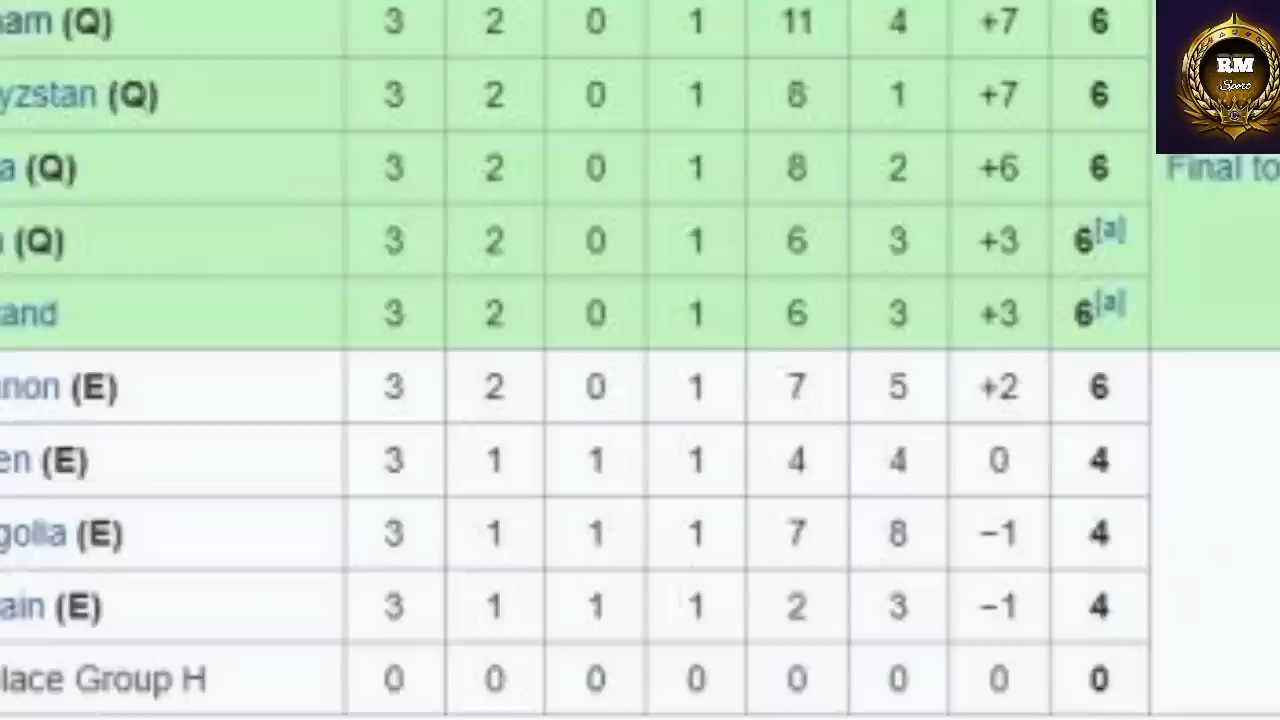 nam (Q) 3 2 0 1 11 4 +7 6
yzstan (Q) 3 2 0 1 8 1 +7 6
a (Q) 3 2 0 1 8 2 +6 6
(Q) 3 2 0 1 6 3 +3 6[a]
and 3 2 0 1 6 3 +3 6[a]
non (E) 3 2 0 1 7 5 +2 6
en (E) 3 1 1 1 4 4 0 4
golia (E) 3 1 1 1 7 8 −1 4
ain (E) 3 1 1 1 2 3 −1 4
lace Group H 0 0 0 0 0 0 0 0
RM
Sport
Final to